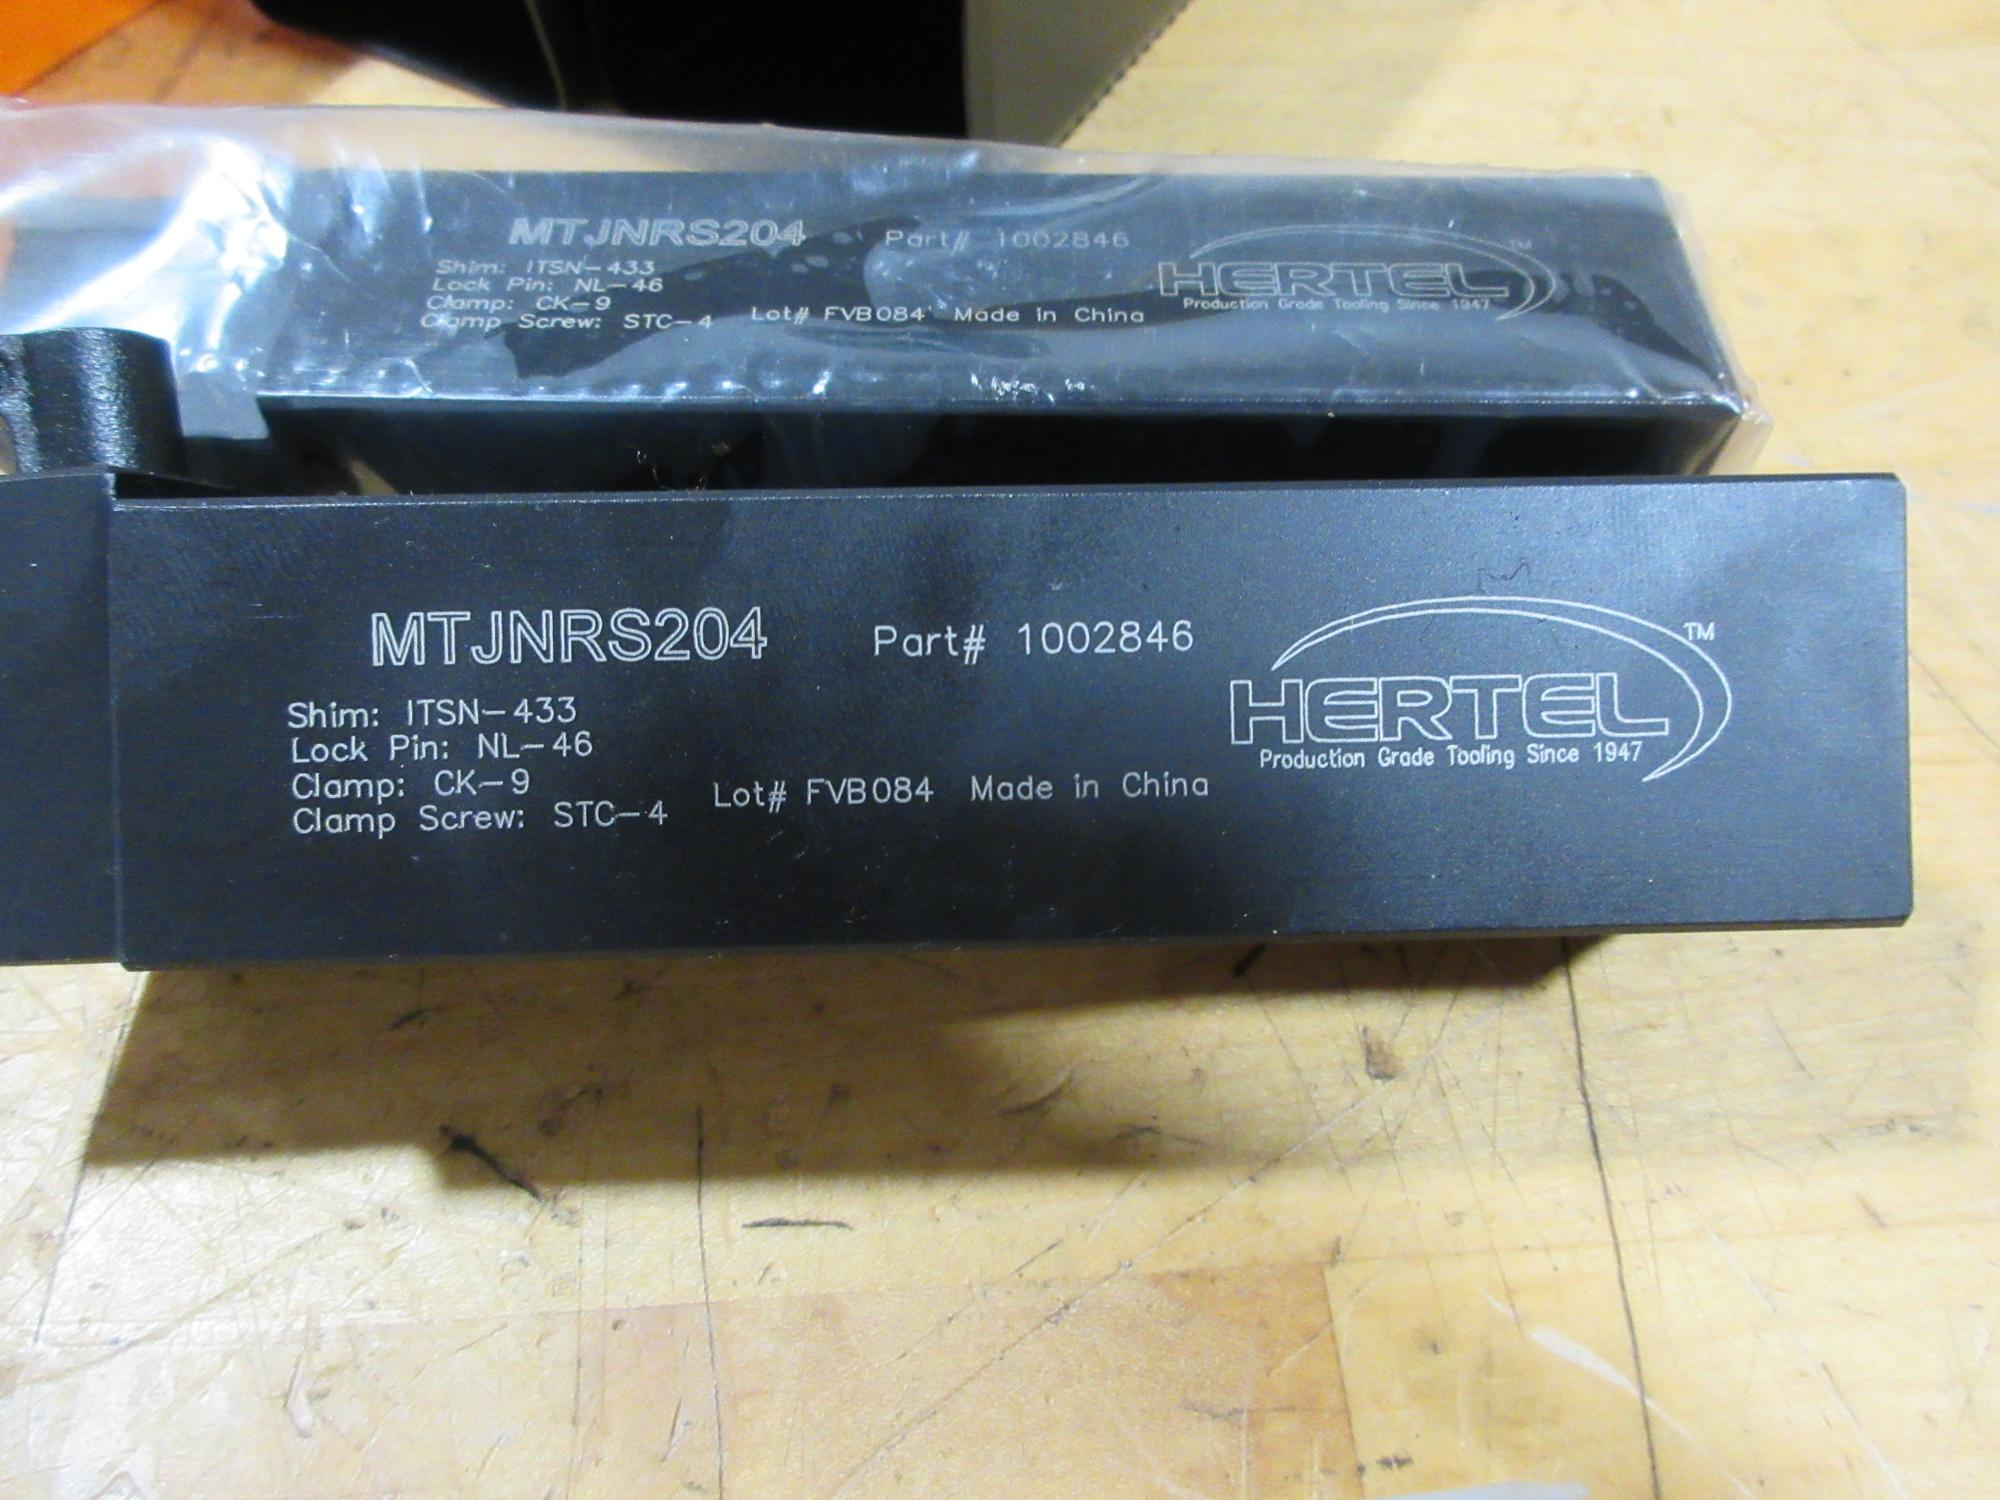 MTJNRS204 Part# 1002846
Shim: ITSN-433
Lock Pin: NL-46
Clamp: CK-9
Clamp Screw: STC-4
Lot# FVB084 Made in China
HERTEL™
Production Grade Tooling Since 1947
MTJNRS204 Part# 1002846
Shim: ITSN-433
Lock Pin: NL-46
Clamp: CK-9
Clamp Screw: STC-4
Lot# FVB084 Made in China
HERTEL™
Production Grade Tooling Since 1947